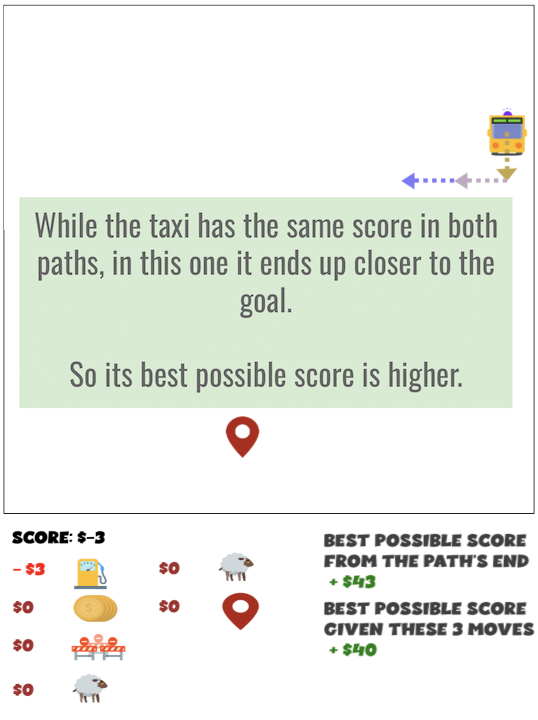 While the taxi has the same score in both
paths, in this one it ends up closer to the
goal.
So its best possible score is higher.
SCORE: $-3
- $3
$0
$0
$0
$0
$0
BEST POSSIBLE SCORE
FROM THE PATH'S END
+ $43
BEST POSSIBLE SCORE
GIVEN THESE 3 MOVES
+ $40